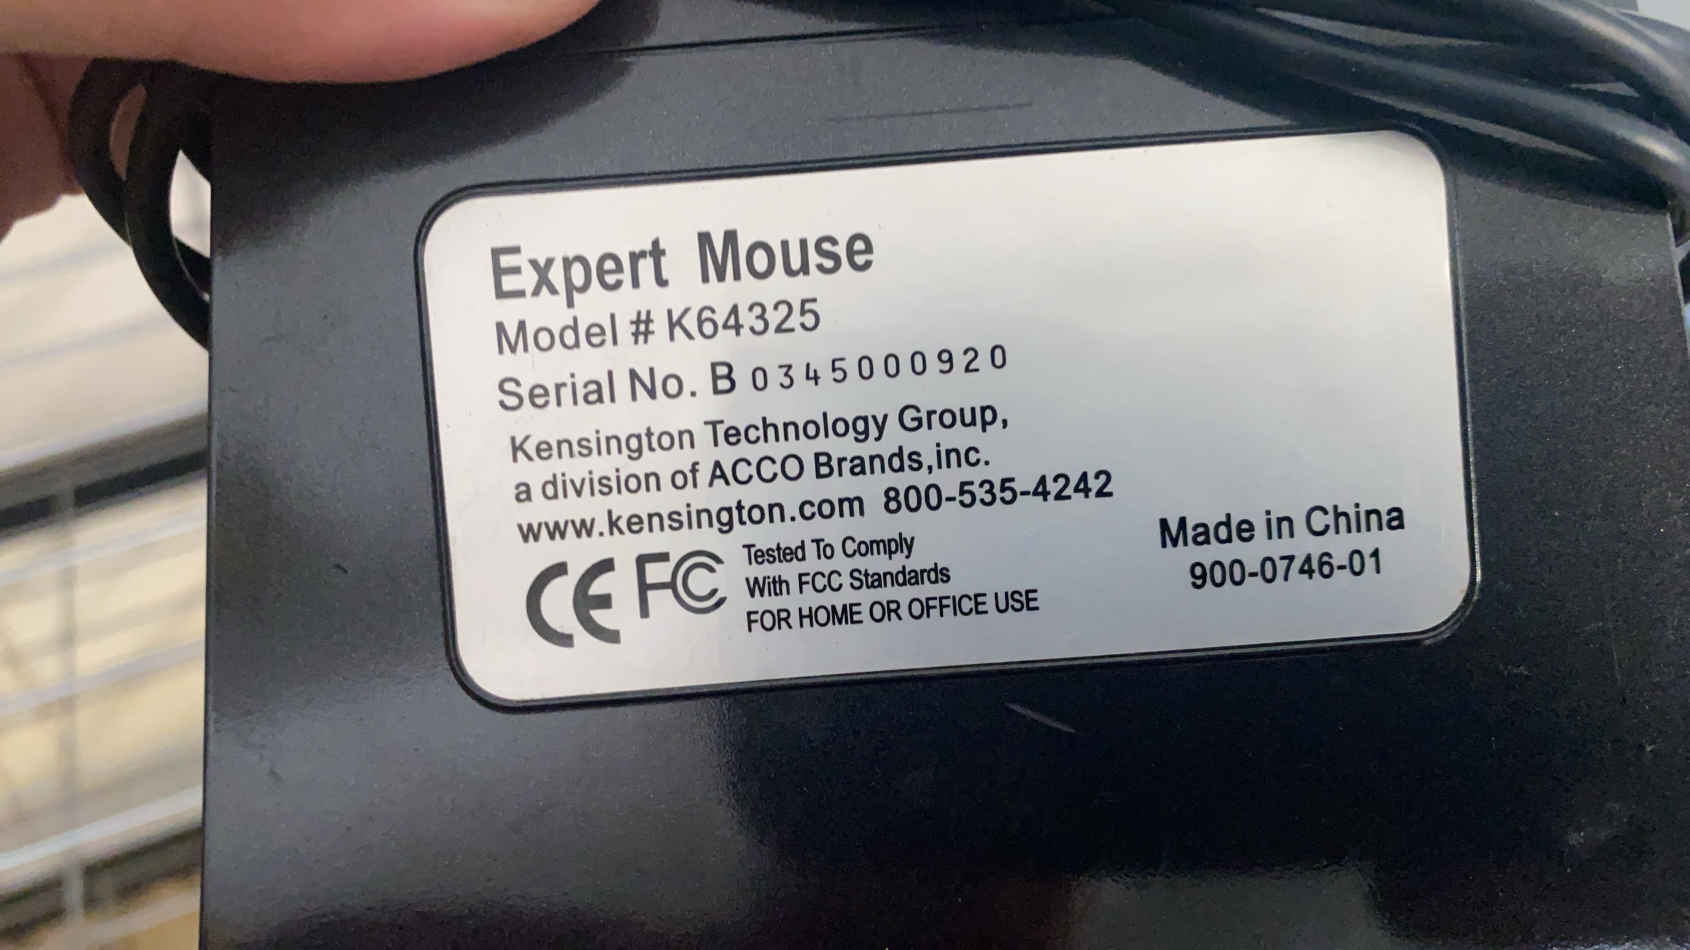 Expert Mouse
Model # K64325
Serial No. B 0345000920
Kensington Technology Group,
a division of ACCO Brands,inc.
www.kensington.com 800-535-4242
CE FC Tested To Comply
With FCC Standards
FOR HOME OR OFFICE USE
Made in China
900-0746-01